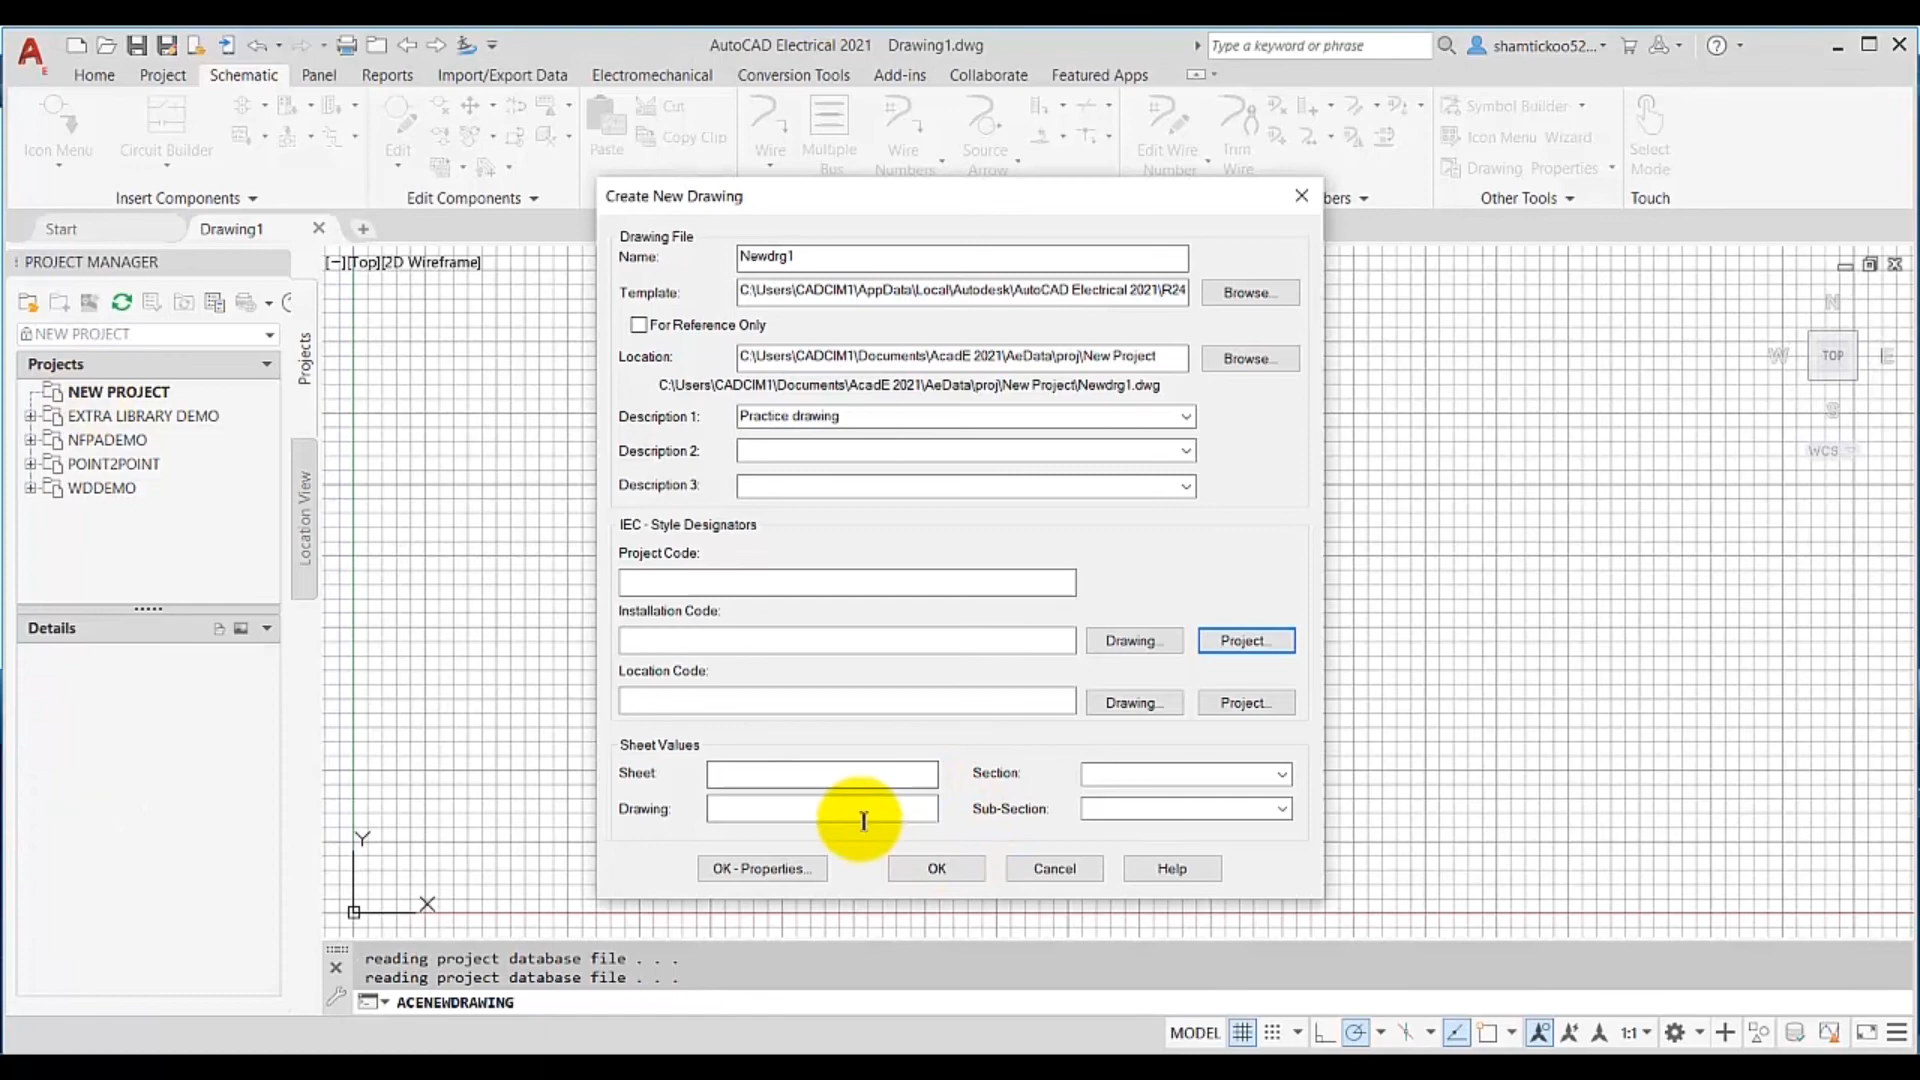 AutoCAD Electrical 2021 Drawing1.dwg
Type a keyword or phrase
shamtickoo52...
Home Project Schematic Panel Reports Import/Export Data Electromechanical Conversion Tools Add-ins Collaborate Featured Apps
Icon Menu
Circuit Builder
Edit
Paste
Cut
Copy Clip
Wire
Multiple
Bus
Wire
Numbers
Source
Arrow
Edit Wire
Number
Trim
Wire
Symbol Builder
Icon Menu Wizard
Drawing Properties
Select
Mode
Insert Components
Edit Components
bers
Other Tools
Touch
Start
Drawing1
PROJECT MANAGER
NEW PROJECT
Projects
NEW PROJECT
EXTRA LIBRARY DEMO
NFPADEMO
POINT2POINT
WDDEMO
Details
Projects
Location View
[−][Top][2D Wireframe]
Create New Drawing
Drawing File
Name: Newdrg1
Template: C:\Users\CADCIM1\AppData\Local\Autodesk\AutoCAD Electrical 2021\R24 Browse...
For Reference Only
Location: C:\Users\CADCIM1\Documents\AcadE 2021\AeData\proj\New Project Browse...
C:\Users\CADCIM1\Documents\AcadE 2021\AeData\proj\New Project\Newdrg1.dwg
Description 1: Practice drawing
Description 2:
Description 3:
IEC - Style Designators
Project Code:
Installation Code:
Drawing... Project...
Location Code:
Drawing... Project...
Sheet Values
Sheet Section:
Drawing: Sub-Section:
OK - Properties... OK Cancel Help
N
W TOP E
S
WCS
Y
X
reading project database file . . .
reading project database file . . .
ACENEWDRAWING
MODEL 1:1